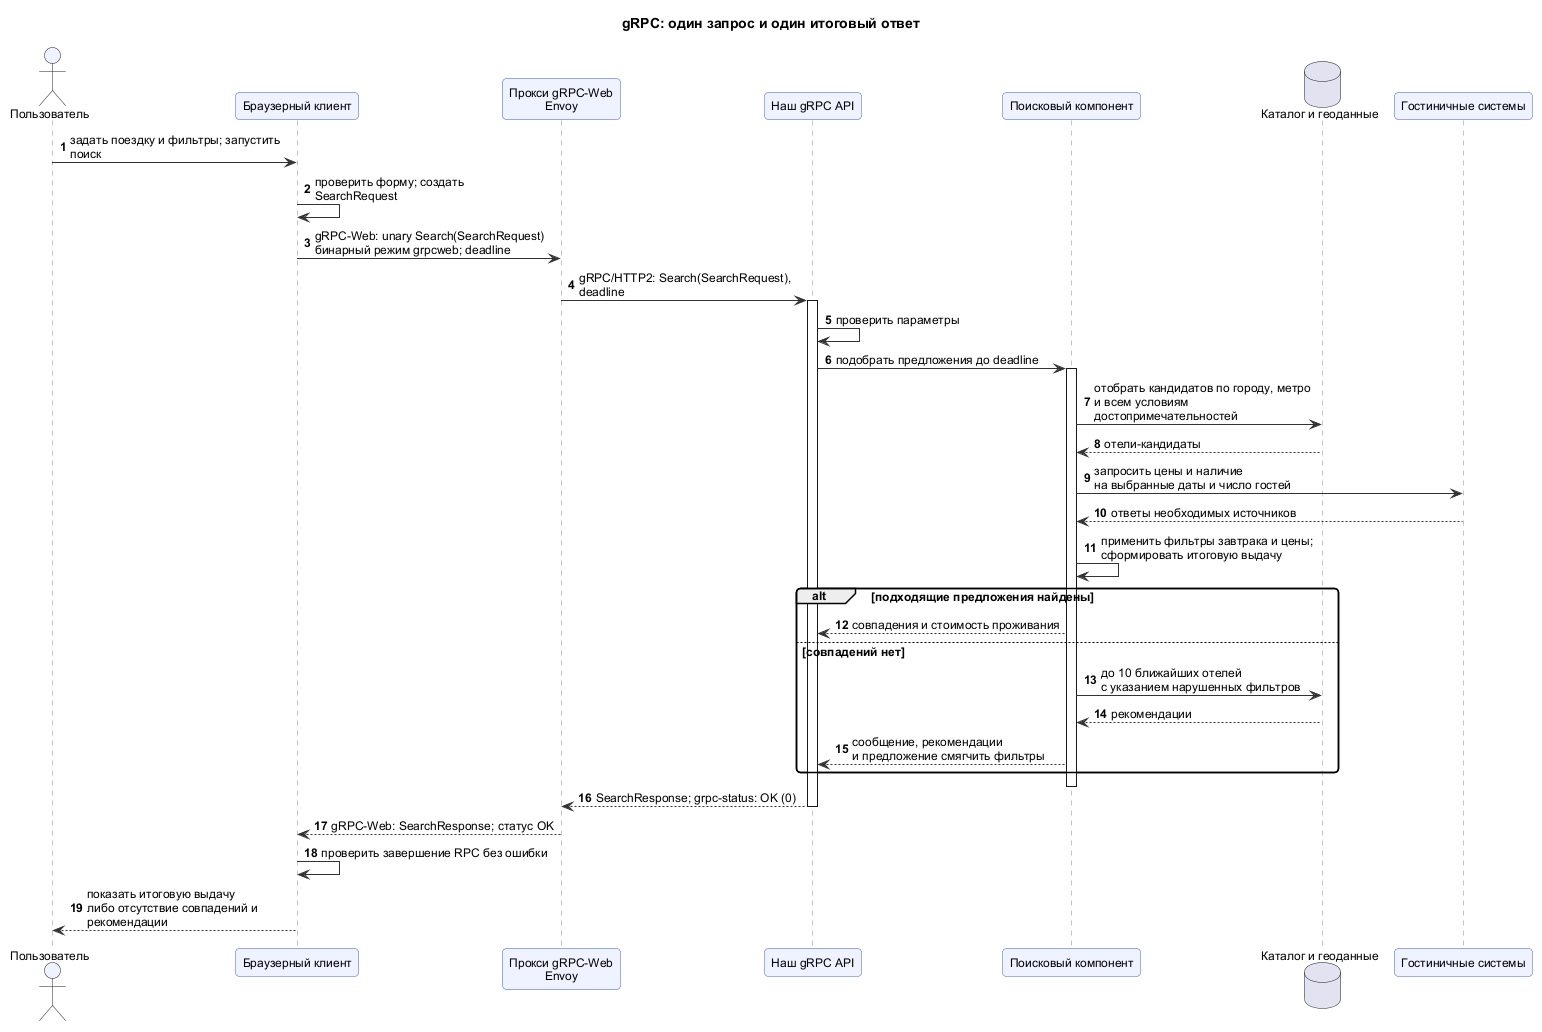 gRPC: один запрос и один итоговый ответ
Пользователь
Браузерный клиент
Прокси gRPC-Web
Envoy
Наш gRPC API
Поисковый компонент
Каталог и геоданные
Гостиничные системы
1 задать поездку и фильтры; запустить
поиск
2 проверить форму; создать
SearchRequest
3 gRPC-Web: unary Search(SearchRequest)
бинарный режим grpcweb; deadline
4 gRPC/HTTP2: Search(SearchRequest),
deadline
5 проверить параметры
6 подобрать предложения до deadline
7 отобрать кандидатов по городу, метро
и всем условиям
достопримечательностей
8 отели-кандидаты
9 запросить цены и наличие
на выбранные даты и число гостей
10 ответы необходимых источников
11 применить фильтры завтрака и цены;
сформировать итоговую выдачу
alt [подходящие предложения найдены]
12 совпадения и стоимость проживания
[совпадений нет]
13 до 10 ближайших отелей
с указанием нарушенных фильтров
14 рекомендации
15 сообщение, рекомендации
и предложение смягчить фильтры
16 SearchResponse; grpc-status: OK (0)
17 gRPC-Web: SearchResponse; статус OK
18 проверить завершение RPC без ошибки
19 показать итоговую выдачу
либо отсутствие совпадений и
рекомендации
Пользователь
Браузерный клиент
Прокси gRPC-Web
Envoy
Наш gRPC API
Поисковый компонент
Каталог и геоданные
Гостиничные системы